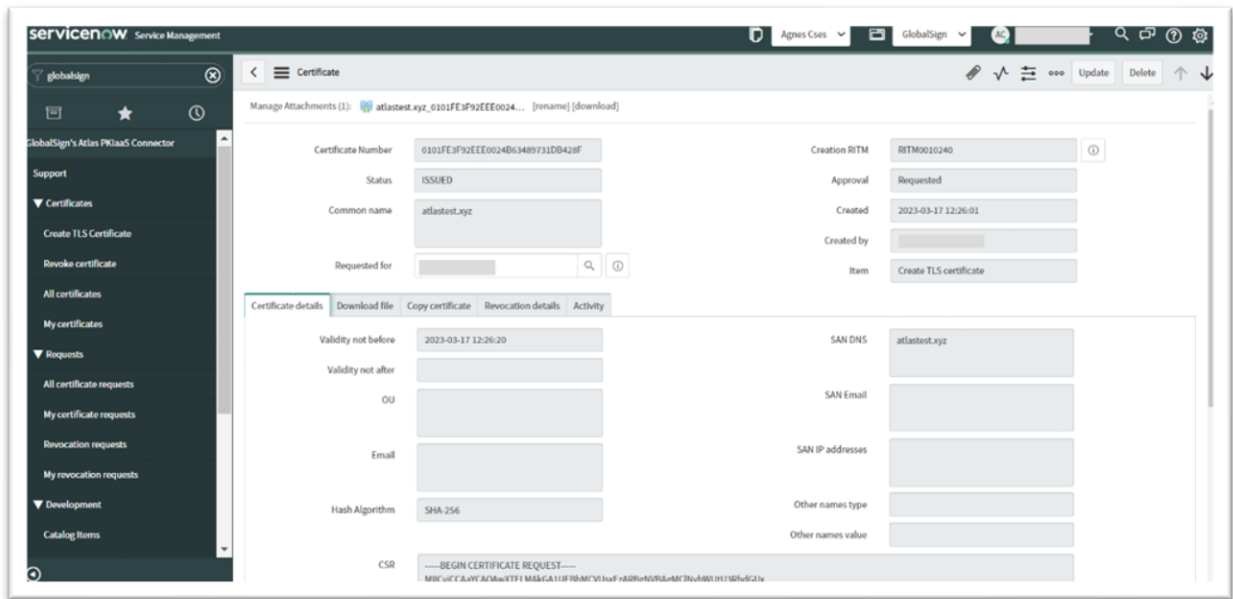 servicenow Service Management
Agnes Cses
GlobalSign
AC
globalsign
Certificate
Update
Delete
Manage Attachments (1): atlastest.xyz_0101FE3F92EEE0024... [rename] [download]
GlobalSign's Atlas PKIaaS Connector
Support
Certificates
Create TLS Certificate
Revoke certificate
All certificates
My certificates
Requests
All certificate requests
My certificate requests
Revocation requests
My revocation requests
Development
Catalog Items
Certificate Number 0101FE3F92EEE0024B63489731DB428F
Status ISSUED
Common name atlastest.xyz
Requested for
Creation RITM RITM0010240
Approval Requested
Created 2023-03-17 12:26:01
Created by
Item Create TLS certificate
Certificate details Download file Copy certificate Revocation details Activity
Validity not before 2023-03-17 12:26:20
Validity not after
OU
Email
Hash Algorithm SHA-256
SAN DNS atlastest.xyz
SAN Email
SAN IP addresses
Other names type
Other names value
CSR -----BEGIN CERTIFICATE REQUEST-----